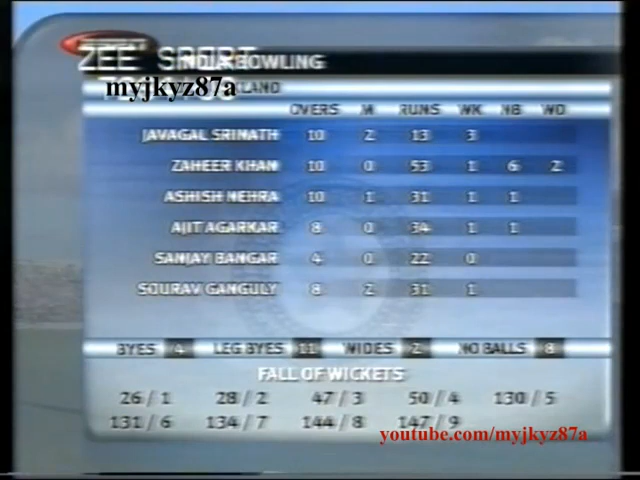 ZEE SPORT
INDIA BOWLING
myjkyz87a
OVERS M RUNS WK NB WD
JAVAGAL SRINATH 10 2 13 3
ZAHEER KHAN 10 0 53 1 6 2
ASHISH NEHRA 10 1 31 1 1
AJIT AGARKAR 8 0 34 1 1
SANJAY BANGAR 4 0 22 0
SOURAV GANGULY 8 2 31 1
BYES 4 LEG BYES 11 WIDES 2 NO BALLS 8
FALL OF WICKETS
26 / 1 28 / 2 47 / 3 50 / 4 130 / 5
131 / 6 134 / 7 144 / 8 147 / 9
youtube.com/myjkyz87a